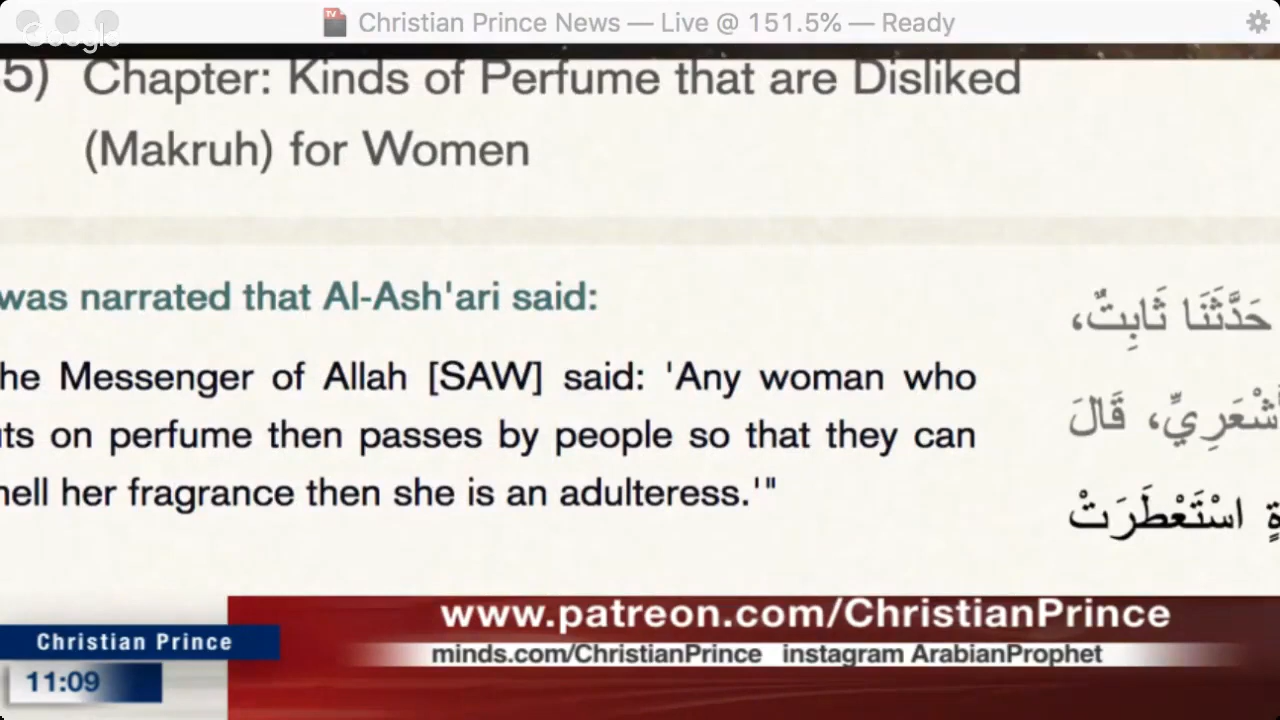 Christian Prince News — Live @ 151.5% — Ready
Google
5) Chapter: Kinds of Perfume that are Disliked
(Makruh) for Women
was narrated that Al-Ash'ari said:
he Messenger of Allah [SAW] said: 'Any woman who
ts on perfume then passes by people so that they can
nell her fragrance then she is an adulteress.'"
حَدَّثَنَا ثَابِتٌ،
شْعَرِيِّ، قَالَ
ةٍ اسْتَعْطَرَتْ
www.patreon.com/ChristianPrince
Christian Prince
minds.com/ChristianPrince instagram ArabianProphet
11:09